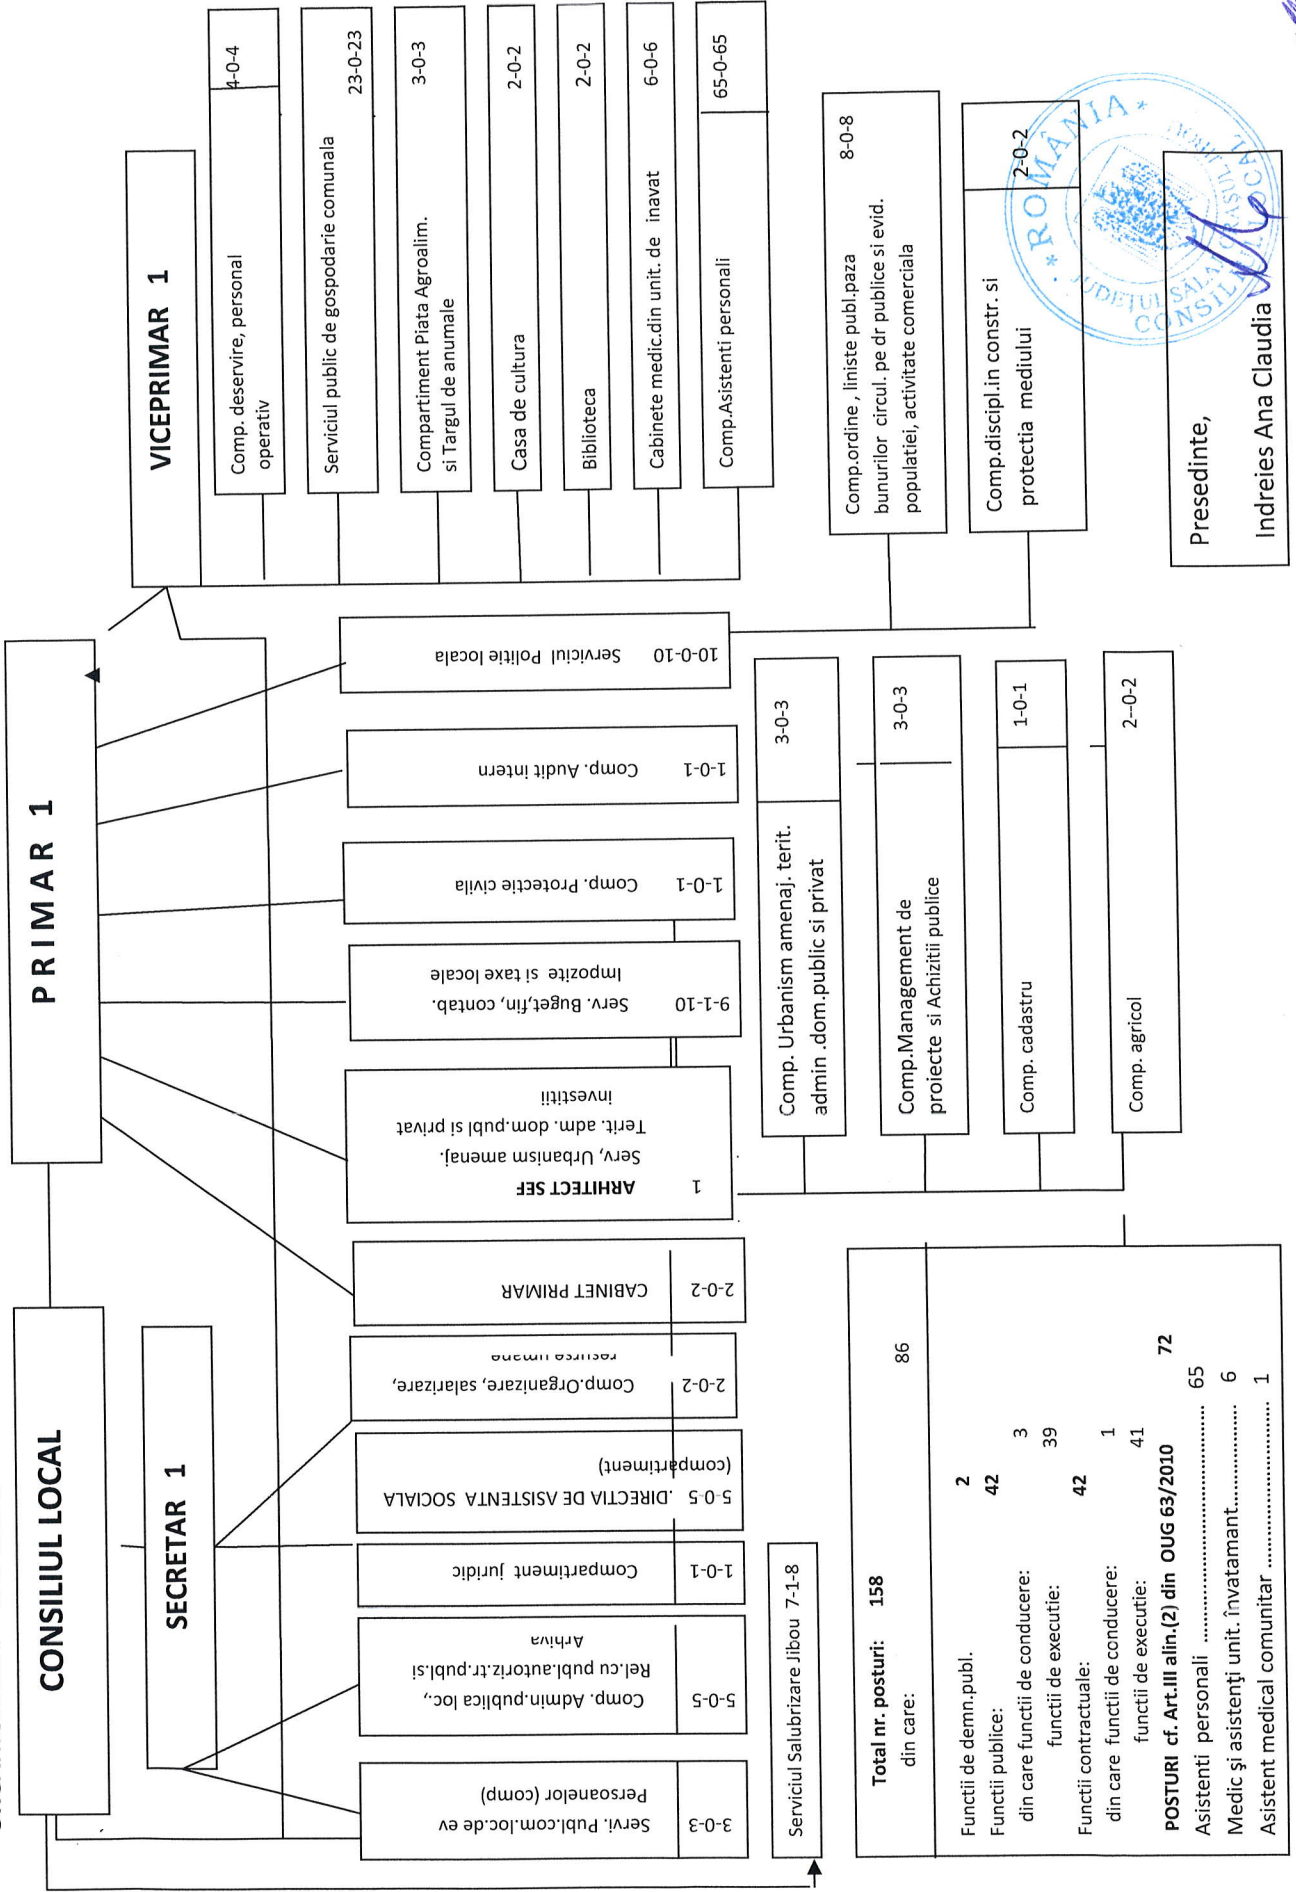 CONSILIUL LOCAL
PRIMAR 1
VICEPRIMAR 1
SECRETAR 1
Servi. Publ.com.loc.de ev
Persoanelor (comp)
3-0-3
Comp. Admin.publica loc.,
Rel.cu publ.autoriz.tr.publ.si
Arhiva
5-0-5
Compartiment juridic
1-0-1
.DIRECTIA DE ASISTENTA SOCIALA
(compartiment)
5-0-5
Comp.Organizare, salarizare,
resurse umane
2-0-2
CABINET PRIMAR
2-0-2
ARHITECT SEF
Serv, Urbanism amenaj.
Terit. adm. dom.publ si privat
investitii
1
Serv. Buget,fin, contab.
Impozite si taxe locale
9-1-10
Comp. Protectie civila
1-0-1
Comp. Audit intern
1-0-1
Serviciul Politie locala
10-0-10
Comp. deservire, personal
operativ
4-0-4
Serviciul public de gospodarie comunala
23-0-23
Compartiment Piata Agroalim.
si Targul de anumale
3-0-3
Casa de cultura
2-0-2
Biblioteca
2-0-2
Cabinete medic.din unit. de inavat
6-0-6
Comp.Asistenti personali
65-0-65
Serviciul Salubrizare Jibou 7-1-8
Comp. Urbanism amenaj. terit.
admin .dom.public si privat
3-0-3
Comp.Management de
proiecte si Achizitii publice
3-0-3
Comp. cadastru
1-0-1
Comp. agricol
2--0-2
Comp.ordine , liniste publ.paza
bunurilor circul. pe dr publice si evid.
populatiei, activitate comerciala
8-0-8
Comp.discipl.in constr. si
protectia mediului
2-0-2
Total nr. posturi: 158
din care: 86
Functii de demn.publ. 2
Functii publice: 42
din care functii de conducere: 3
functii de executie: 39
Functii contractuale: 42
din care functii de conducere: 1
functii de executie: 41
POSTURI cf. Art.III alin.(2) din OUG 63/2010 72
Asistenti personali ............................................. 65
Medic şi asistenţi unit. învatamant................ 6
Asistent medical comunitar ............................ 1
Presedinte,
Indreies Ana Claudia
* ROMÂNIA *
JUDEŢUL SĂLAJ
CONSILIUL LOCAL